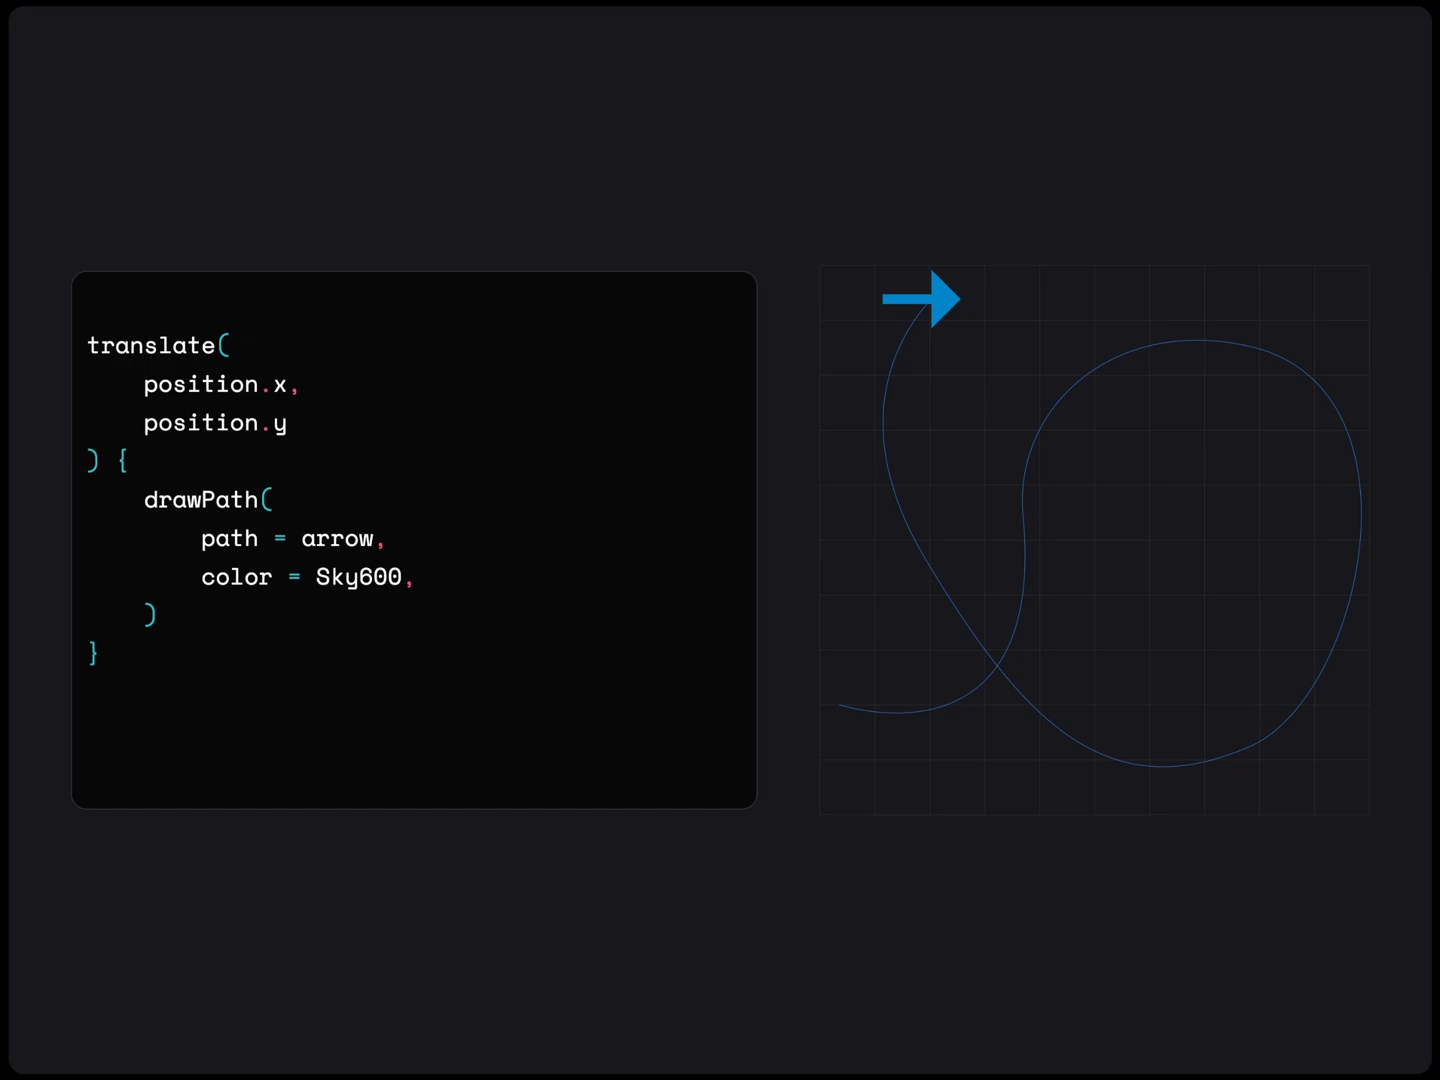 translate(
    position.x,
    position.y
) {
    drawPath(
        path = arrow,
        color = Sky600,
    )
}